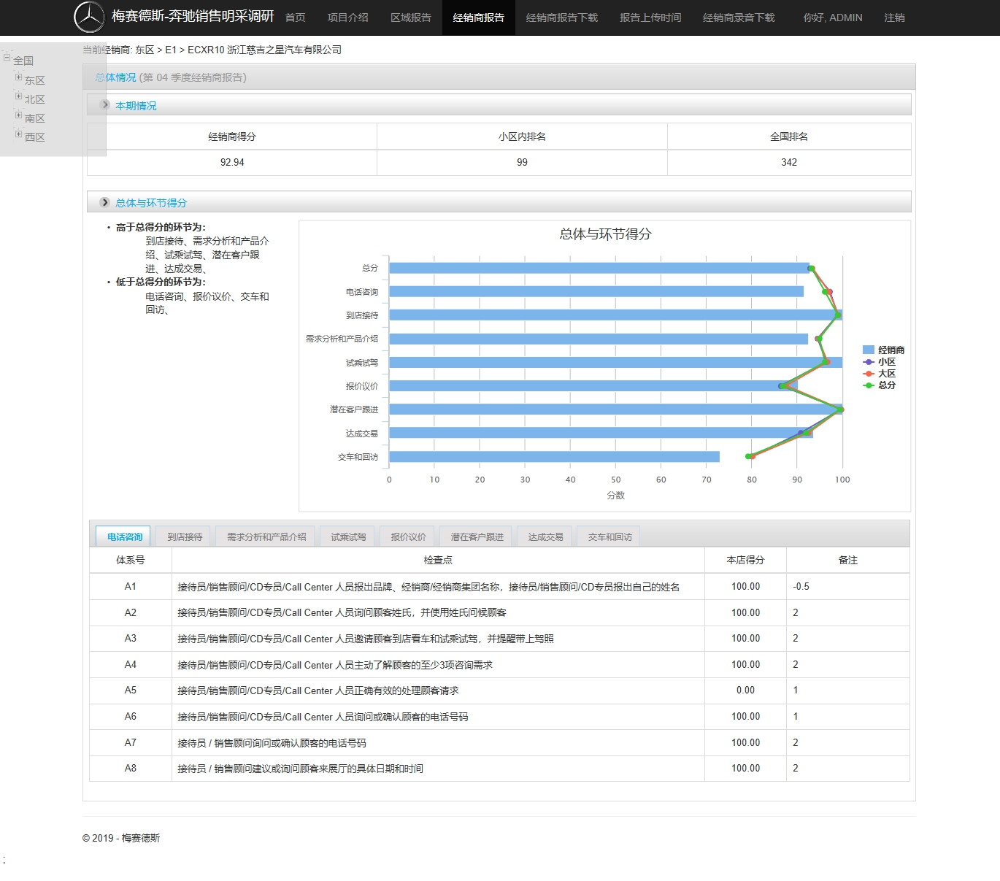 梅赛德斯-奔驰销售明采调研 首页 项目介绍 区域报告 经销商报告 经销商报告下载 报告上传时间 经销商录音下载 你好, ADMIN 注销
当前经销商: 东区 > E1 > ECXR10 浙江慈吉之星汽车有限公司
全国
东区
北区
南区
西区
总体情况 (第 04 季度经销商报告)
本期情况
经销商得分 小区内排名 全国排名
92.94 99 342
总体与环节得分
• 高于总得分的环节为:
到店接待、需求分析和产品介
绍、试乘试驾、潜在客户跟
进、达成交易、
• 低于总得分的环节为:
电话咨询、报价议价、交车和
回访、
总体与环节得分
总分
电话咨询
到店接待
需求分析和产品介绍
试乘试驾
报价议价
潜在客户跟进
达成交易
交车和回访
0 10 20 30 40 50 60 70 80 90 100
分数
经销商
小区
大区
总分
电话咨询 到店接待 需求分析和产品介绍 试乘试驾 报价议价 潜在客户跟进 达成交易 交车和回访
体系号 检查点 本店得分 备注
A1 接待员/销售顾问/CD专员/Call Center 人员报出品牌、经销商/经销商集团名称，接待员/销售顾问/CD专员报出自己的姓名 100.00 -0.5
A2 接待员/销售顾问/CD专员/Call Center 人员询问顾客姓氏，并使用姓氏问候顾客 100.00 2
A3 接待员/销售顾问/CD专员/Call Center 人员邀请顾客到店看车和试乘试驾，并提醒带上驾照 100.00 2
A4 接待员/销售顾问/CD专员/Call Center 人员主动了解顾客的至少3项咨询需求 100.00 2
A5 接待员/销售顾问/CD专员/Call Center 人员正确有效的处理顾客请求 0.00 1
A6 接待员/销售顾问/CD专员/Call Center 人员询问或确认顾客的电话号码 100.00 1
A7 接待员 / 销售顾问询问或确认顾客的电话号码 100.00 2
A8 接待员 / 销售顾问建议或询问顾客来展厅的具体日期和时间 100.00 2
© 2019 - 梅赛德斯
;